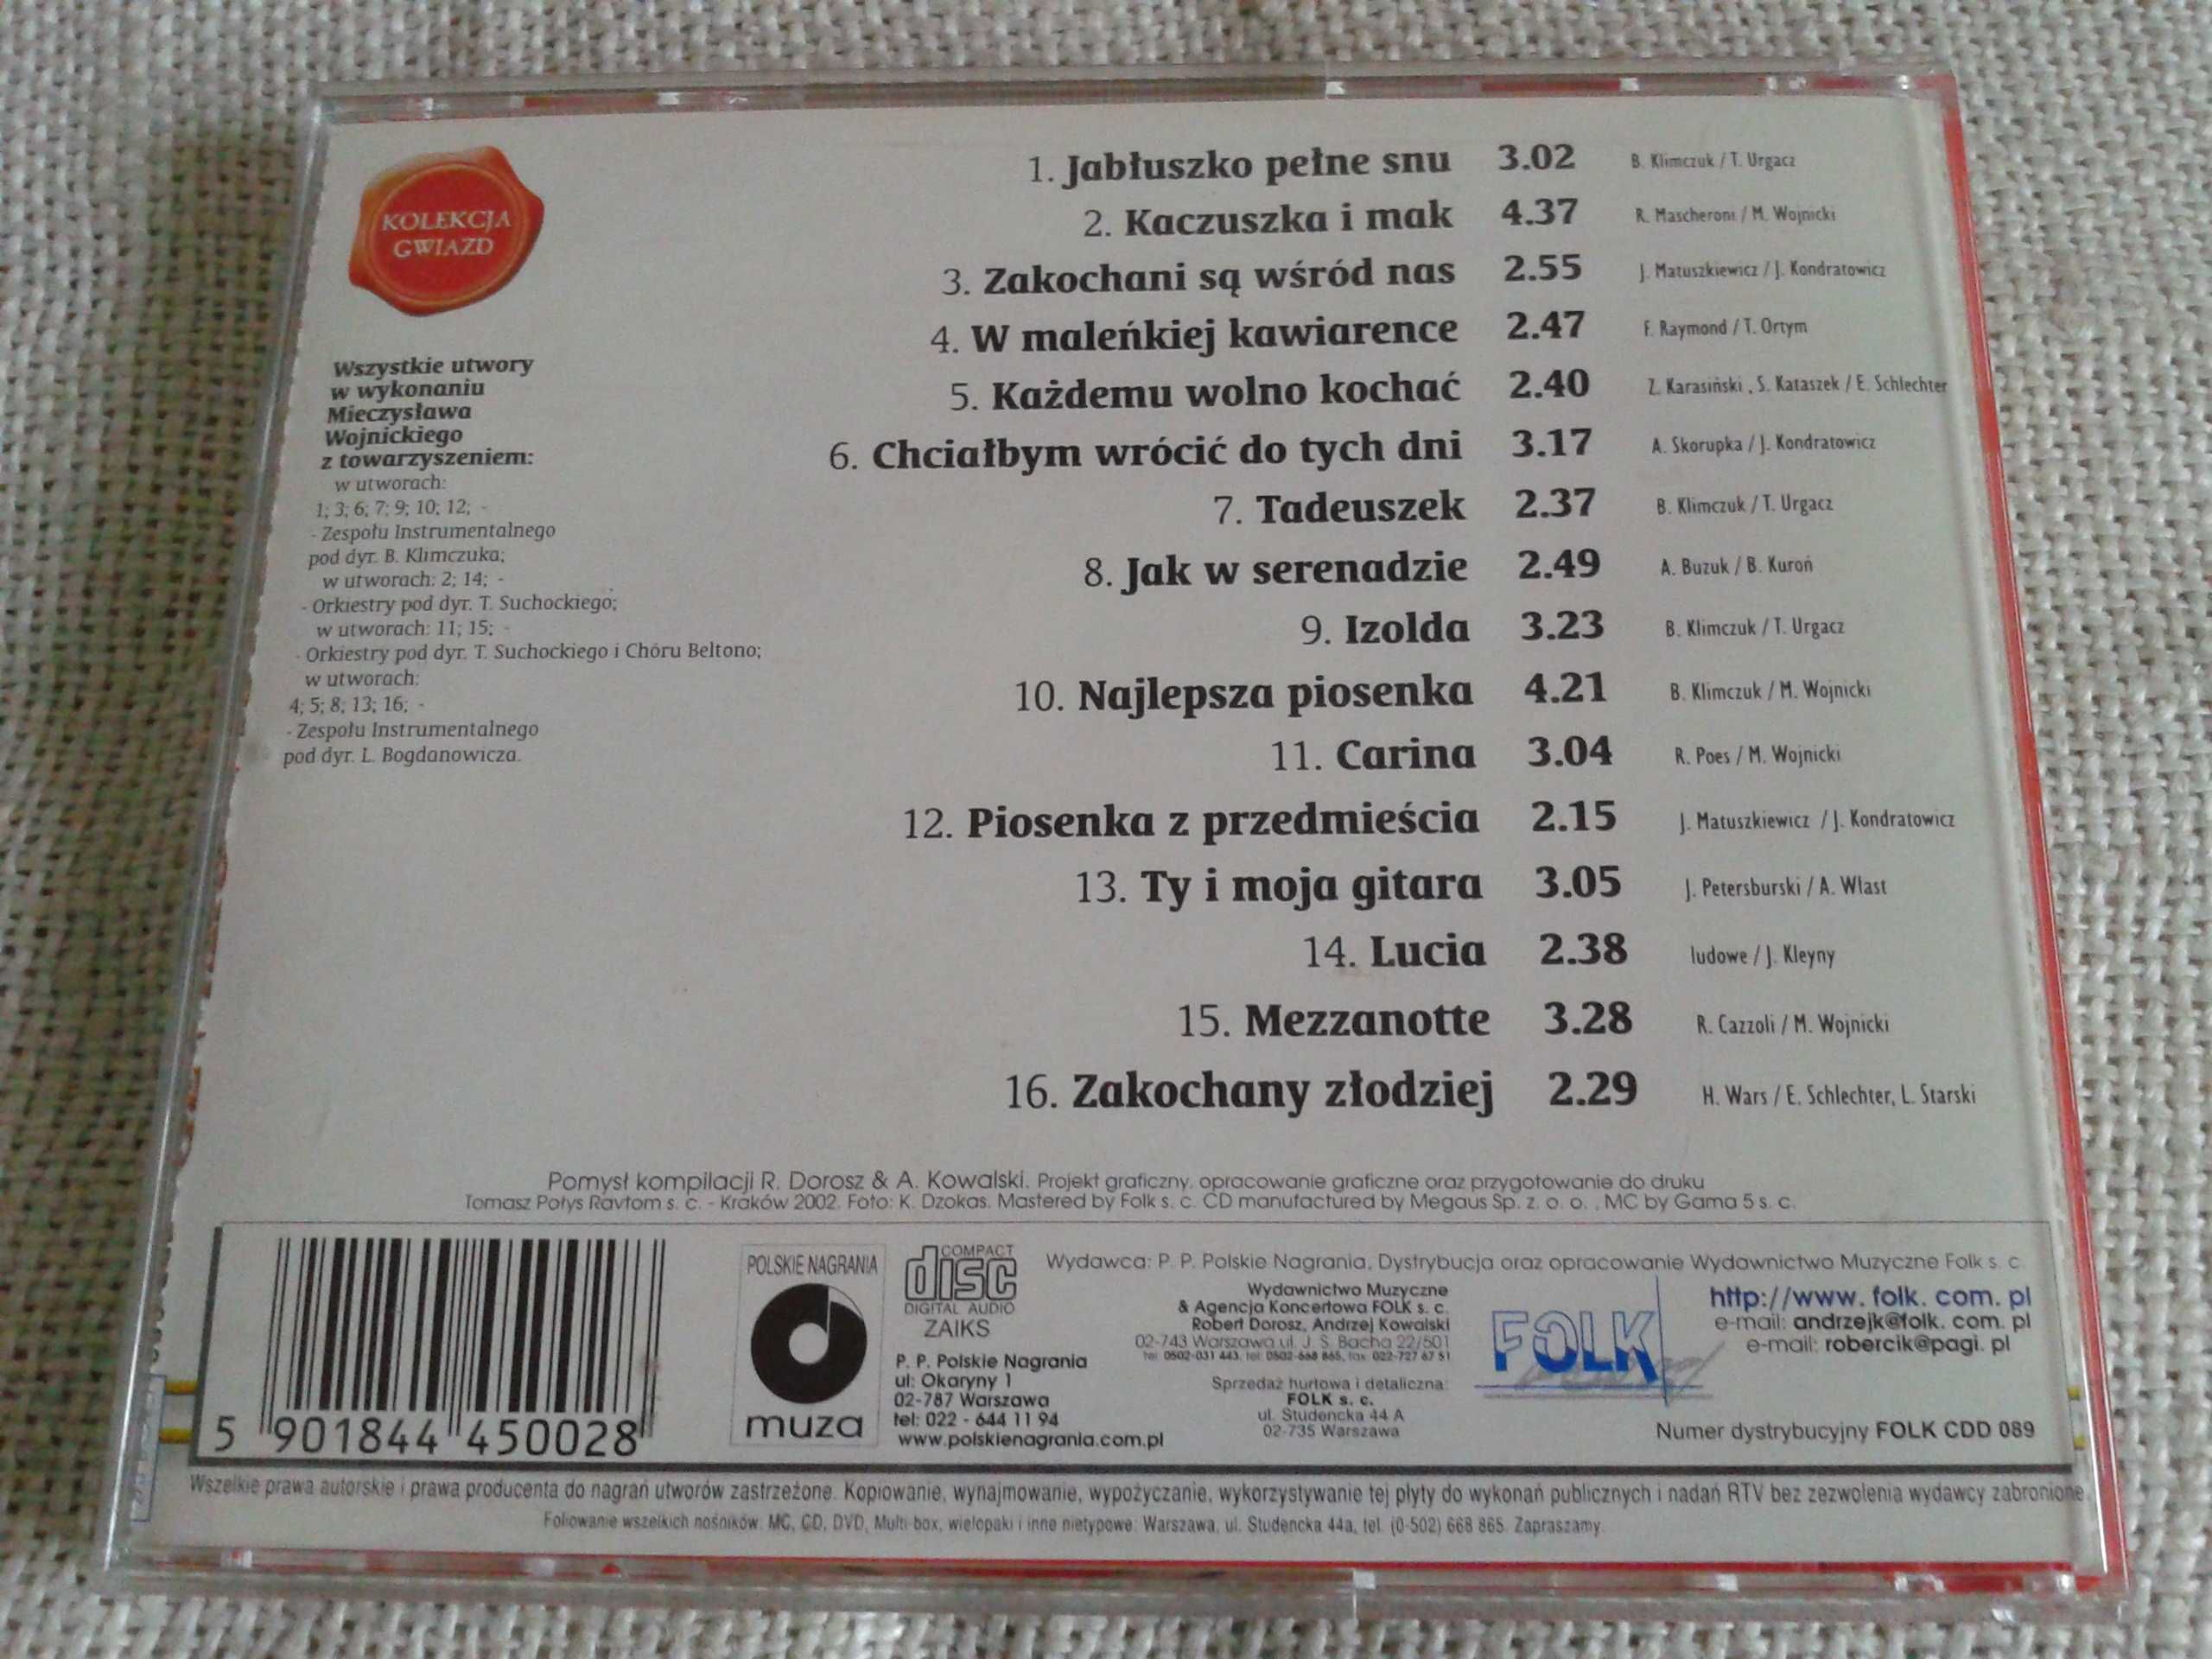 KOLEKCJA
GWIAZD
Wszystkie utwory
w wykonaniu
Mieczysława
Wojnickiego
z towarzyszeniem:
w utworach:
1; 3; 6; 7; 9; 10; 12; -
- Zespołu Instrumentalnego
pod dyr. B. Klimczuka;
w utworach: 2; 14; -
- Orkiestry pod dyr. T. Suchockiego;
w utworach: 11; 15; -
- Orkiestry pod dyr. T. Suchockiego i Chóru Beltono;
w utworach:
4; 5; 8; 13; 16; -
- Zespołu Instrumentalnego
pod dyr. L. Bogdanowicza.
1. Jabłuszko pełne snu 3.02 B. Klimczuk / T. Urgacz
2. Kaczuszka i mak 4.37 R. Mascheroni / M. Wojnicki
3. Zakochani są wśród nas 2.55 J. Matuszkiewicz / J. Kondratowicz
4. W maleńkiej kawiarence 2.47 F. Raymond / T. Ortym
5. Każdemu wolno kochać 2.40 Z. Karasiński , S. Kataszek / E. Schlechter
6. Chciałbym wrócić do tych dni 3.17 A. Skorupka / J. Kondratowicz
7. Tadeuszek 2.37 B. Klimczuk / T. Urgacz
8. Jak w serenadzie 2.49 A. Buzuk / B. Kuroń
9. Izolda 3.23 B. Klimczuk / T. Urgacz
10. Najlepsza piosenka 4.21 B. Klimczuk / M. Wojnicki
11. Carina 3.04 R. Poes / M. Wojnicki
12. Piosenka z przedmieścia 2.15 J. Matuszkiewicz / J. Kondratowicz
13. Ty i moja gitara 3.05 J. Petersburski / A. Włast
14. Lucia 2.38 ludowe / J. Kleyny
15. Mezzanotte 3.28 R. Cazzoli / M. Wojnicki
16. Zakochany złodziej 2.29 H. Wars / E. Schlechter, L. Starski
Pomysł kompilacji R. Dorosz & A. Kowalski. Projekt graficzny, opracowanie graficzne oraz przygotowanie do druku
Tomasz Połys Ravtom s. c. - Kraków 2002. Foto: K. Dzokas. Mastered by Folk s. c. CD manufactured by Megaus Sp. z. o. o. , MC by Gama 5 s. c.
5 901844 450028
POLSKIE NAGRANIA
muza
COMPACT
disc
DIGITAL AUDIO
ZAIKS
P. P. Polskie Nagrania
ul: Okaryny 1
02-787 Warszawa
tel: 022 - 644 11 94
www.polskienagrania.com.pl
Wydawca: P. P. Polskie Nagrania, Dystrybucja oraz opracowanie Wydawnictwo Muzyczne Folk s. c.
Wydawnictwo Muzyczne
& Agencja Koncertowa FOLK s. c.
Robert Dorosz, Andrzej Kowalski
02-743 Warszawa ul. J. S. Bacha 22/501
tel: 0502-031 443, tel: 0502-668 865, fax: 022-727 67 51
Sprzedaż hurtowa i detaliczna:
FOLK s. c.
ul. Studencka 44 A
02-735 Warszawa
FOLK
http://www. folk. com. pl
e-mail: andrzejk@folk. com. pl
e-mail: robercik@pagi. pl
Numer dystrybucyjny FOLK CDD 089
Wszelkie prawa autorskie i prawa producenta do nagrań utworów zastrzeżone. Kopiowanie, wynajmowanie, wypożyczanie, wykorzystywanie tej płyty do wykonań publicznych i nadań RTV bez zezwolenia wydawcy zabronione.
Foliowanie wszelkich nośników: MC, CD, DVD, Multi-box, wielopaki i inne nietypowe: Warszawa, ul. Studencka 44a, tel. (0-502) 668 865. Zapraszamy.